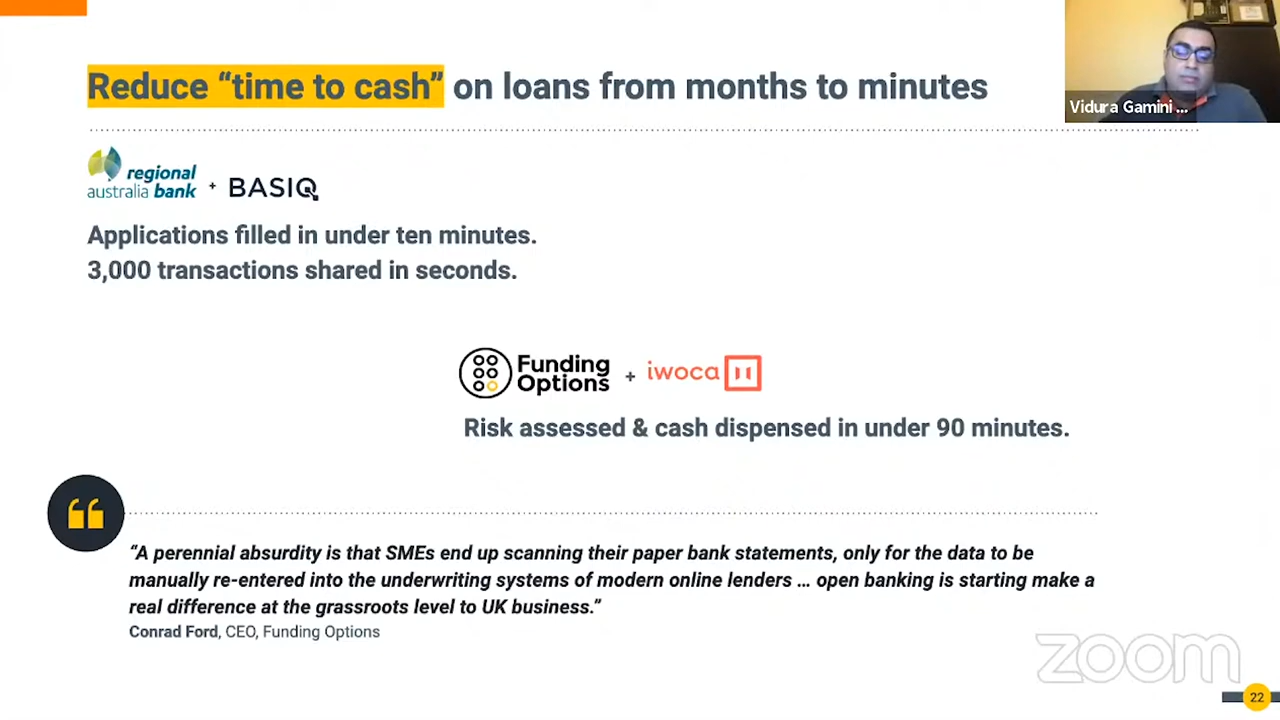 Reduce “time to cash” on loans from months to minutes
Vidura Gamini ...
regional
australia bank + BASIQ
Applications filled in under ten minutes.
3,000 transactions shared in seconds.
Funding
Options + iwoca
Risk assessed & cash dispensed in under 90 minutes.
“A perennial absurdity is that SMEs end up scanning their paper bank statements, only for the data to be
manually re-entered into the underwriting systems of modern online lenders ... open banking is starting make a
real difference at the grassroots level to UK business.”
Conrad Ford, CEO, Funding Options
zoom
22